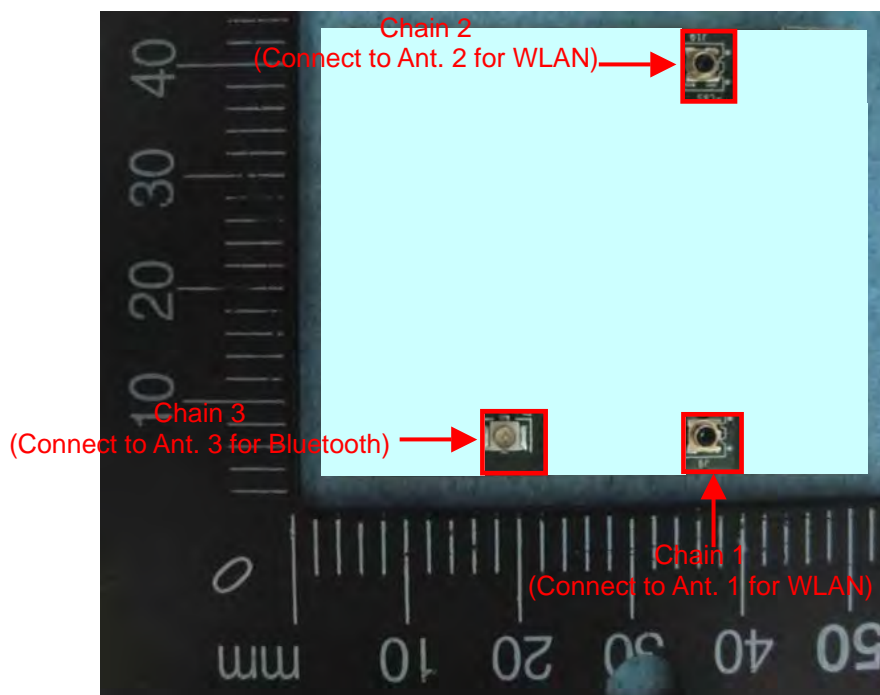 Chain 2
(Connect to Ant. 2 for WLAN)
40
30
20
10
Chain 3
(Connect to Ant. 3 for Bluetooth)
Chain 1
(Connect to Ant. 1 for WLAN)
0
mm 10 20 30 40 50